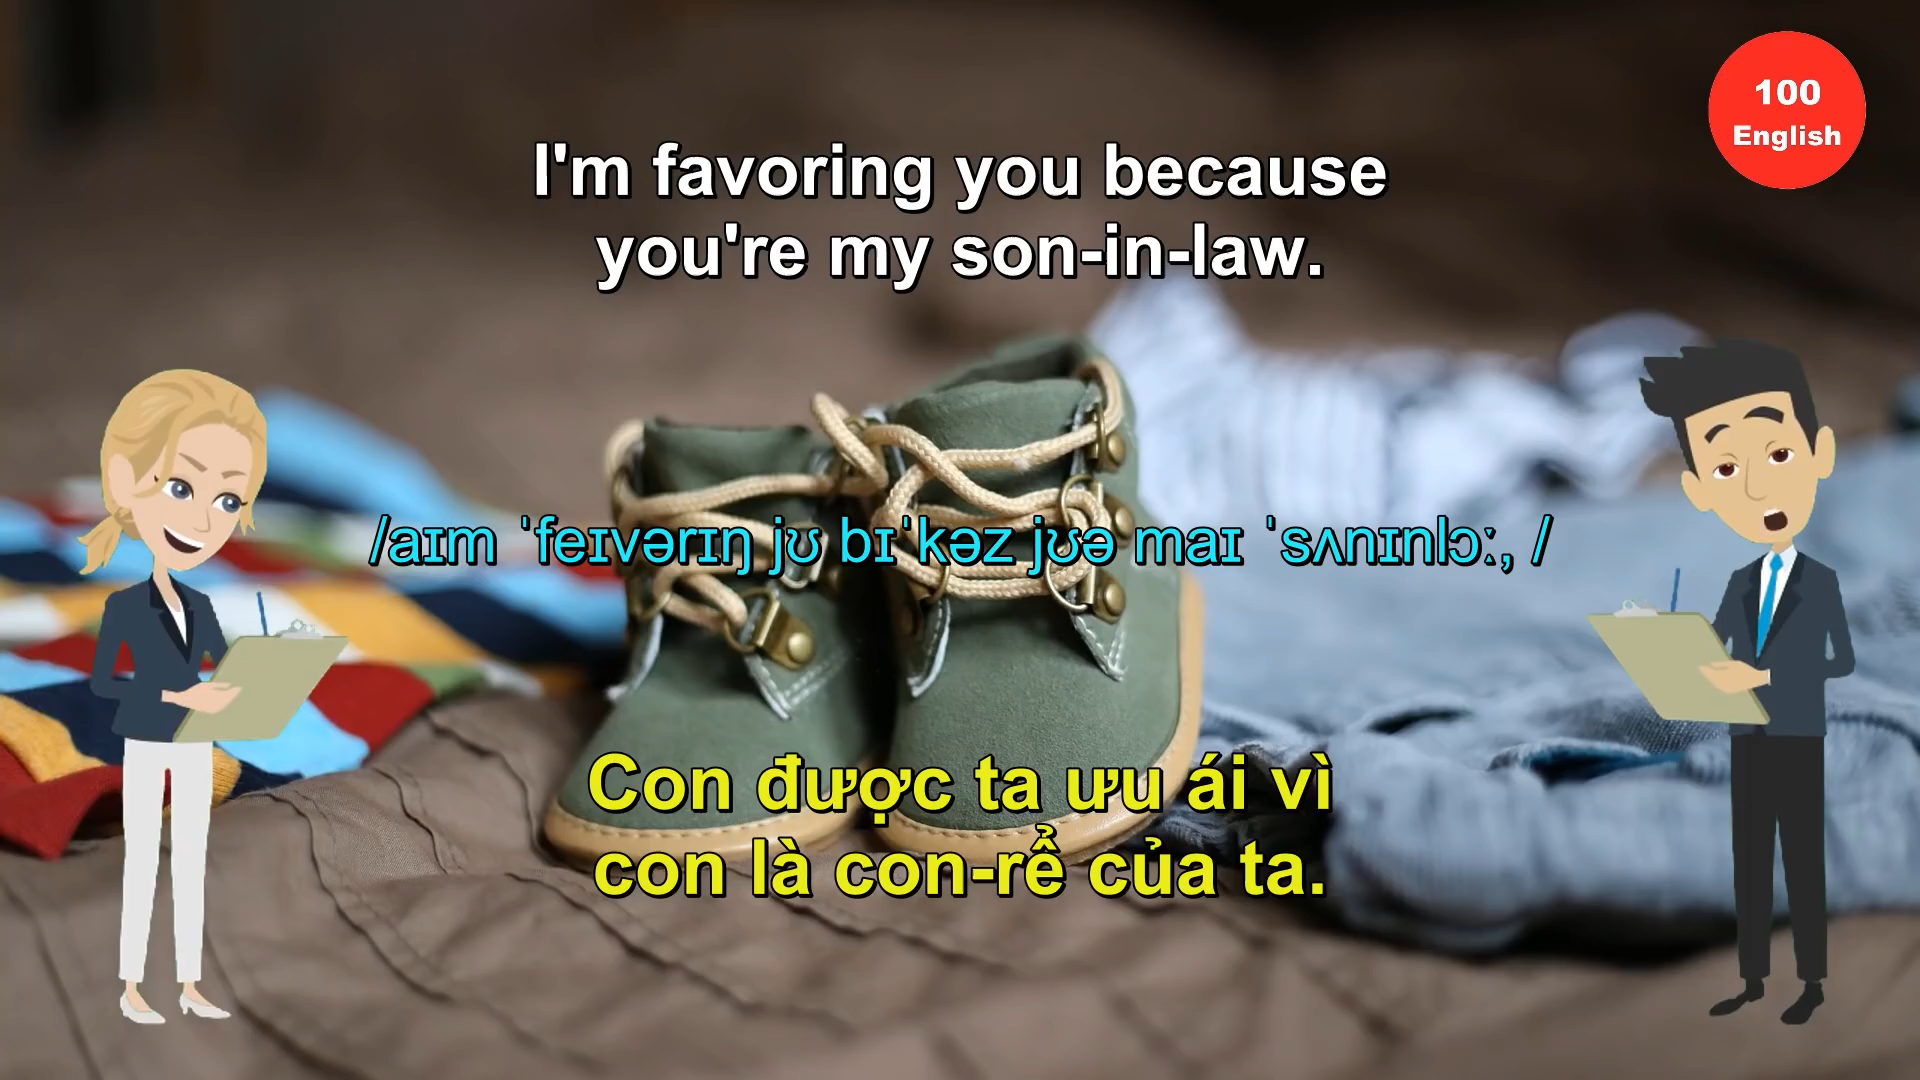 100
English
I'm favoring you because
you're my son-in-law.
/aɪm ˈfeɪvərɪŋ jʊ bɪˈkəz jʊə maɪ ˈsʌnɪnlɔː, /
Con được ta ưu ái vì
con là con-rể của ta.